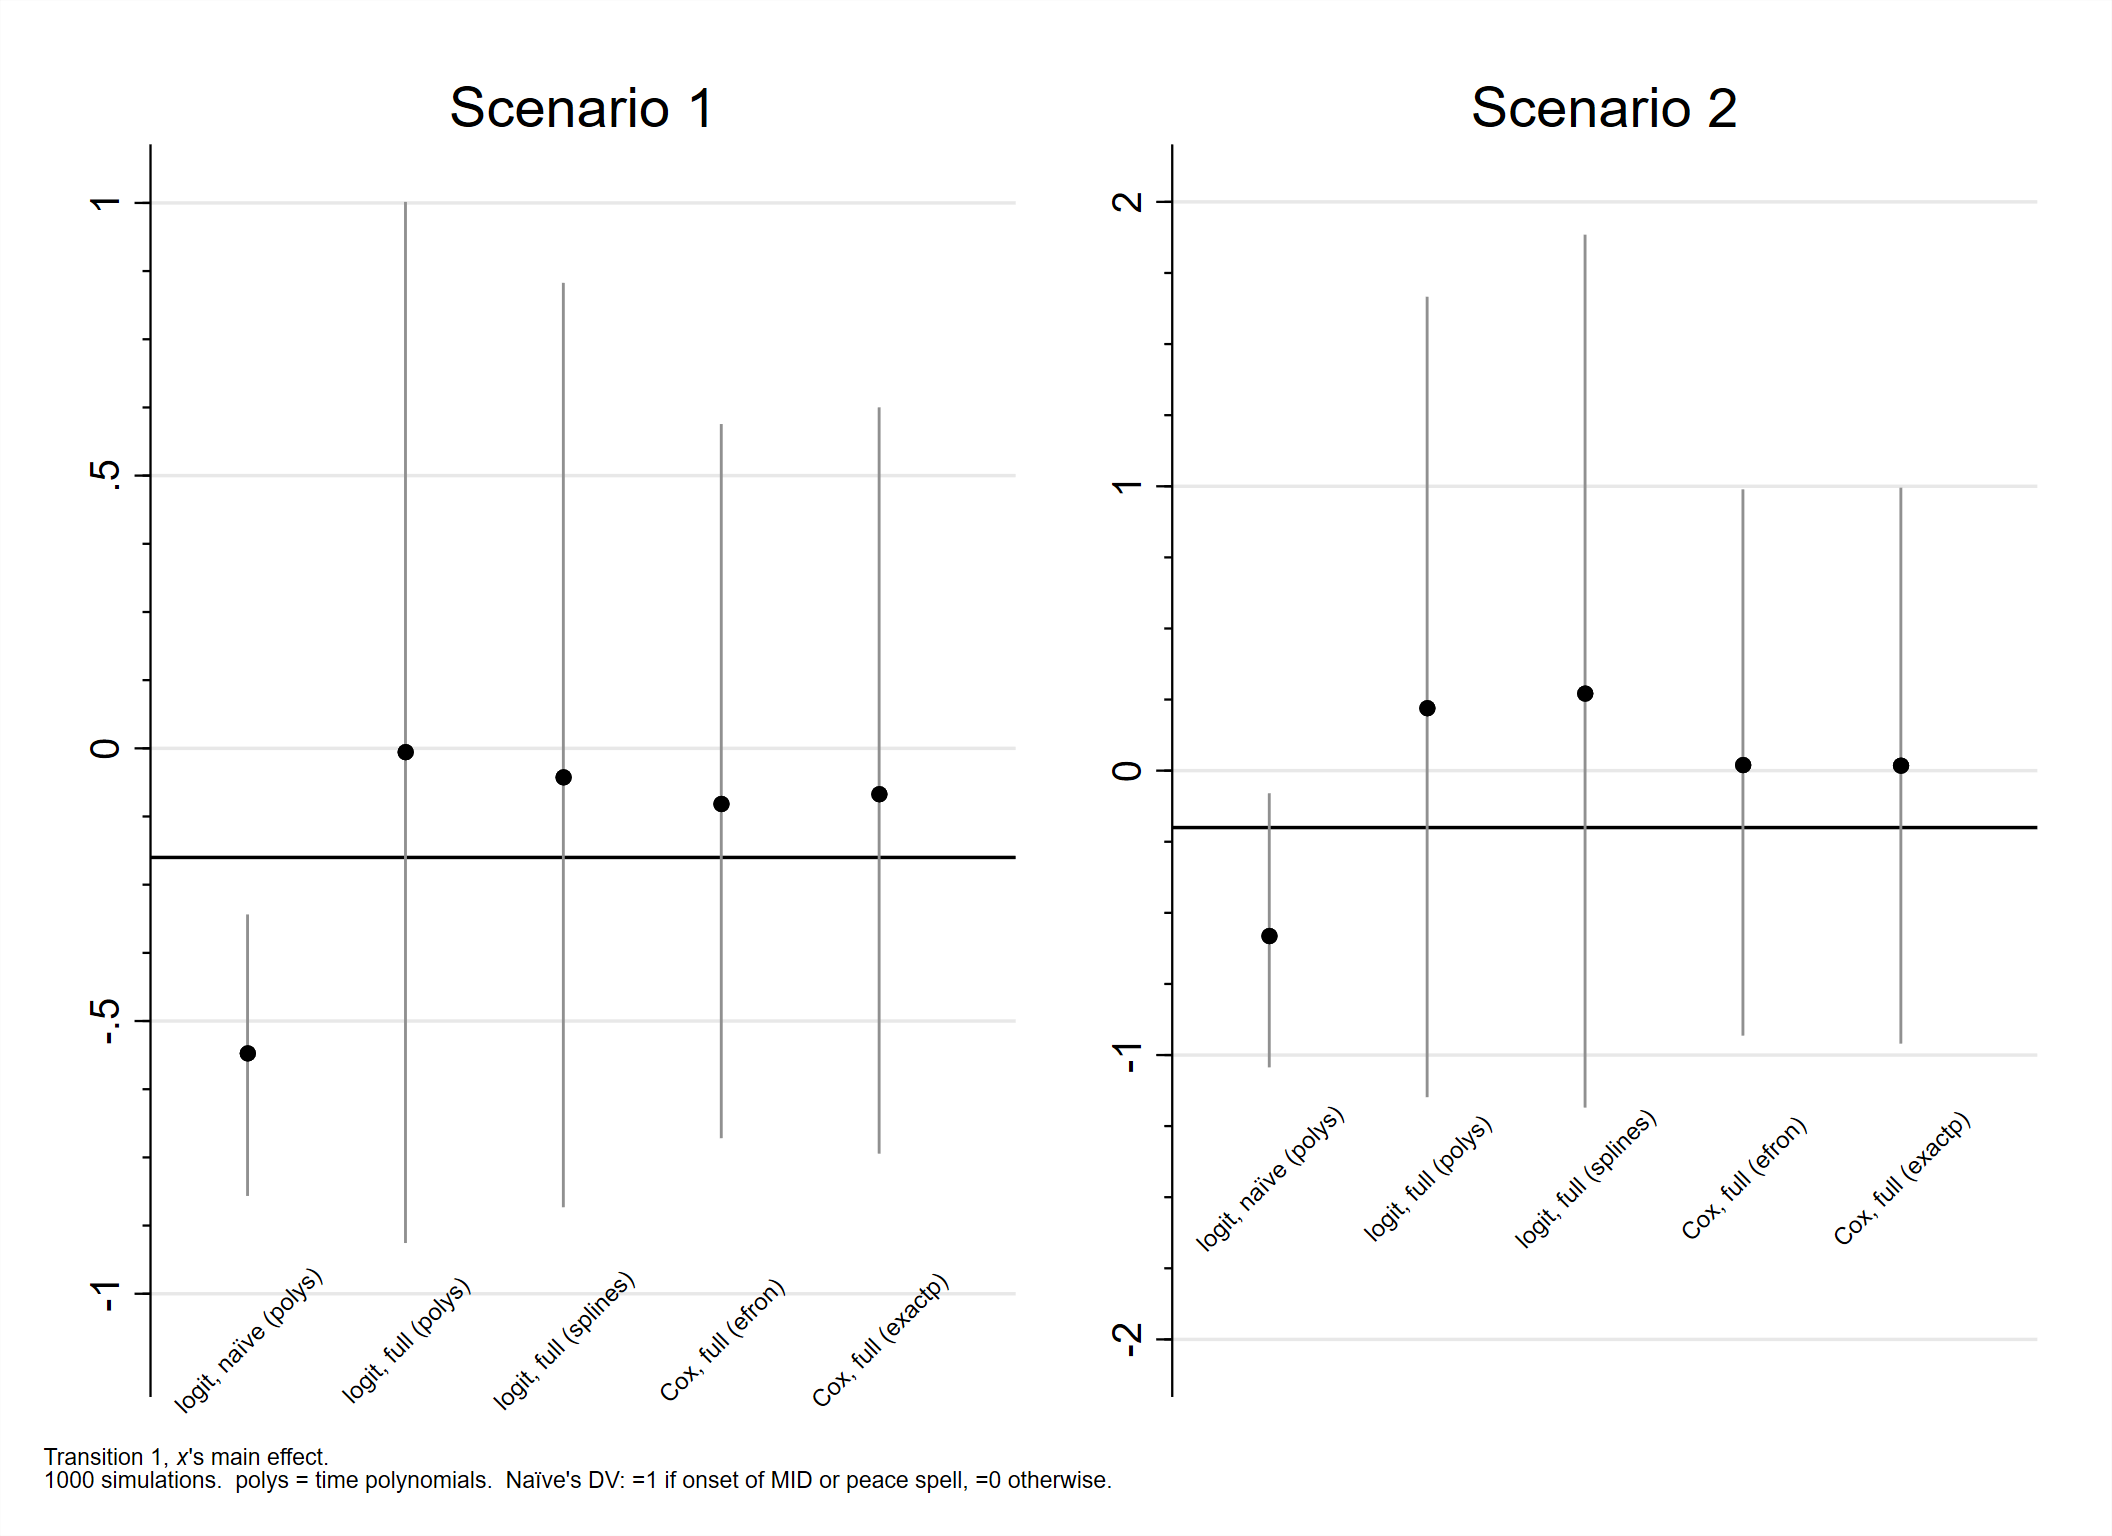 Scenario 1
1
.5
0
-.5
-1
logit, naïve (polys)
logit, full (polys)
logit, full (splines)
Cox, full (efron)
Cox, full (exactp)
Scenario 2
2
1
0
-1
-2
logit, naïve (polys)
logit, full (polys)
logit, full (splines)
Cox, full (efron)
Cox, full (exactp)
Transition 1, x's main effect.
1000 simulations.  polys = time polynomials.  Naïve's DV: =1 if onset of MID or peace spell, =0 otherwise.